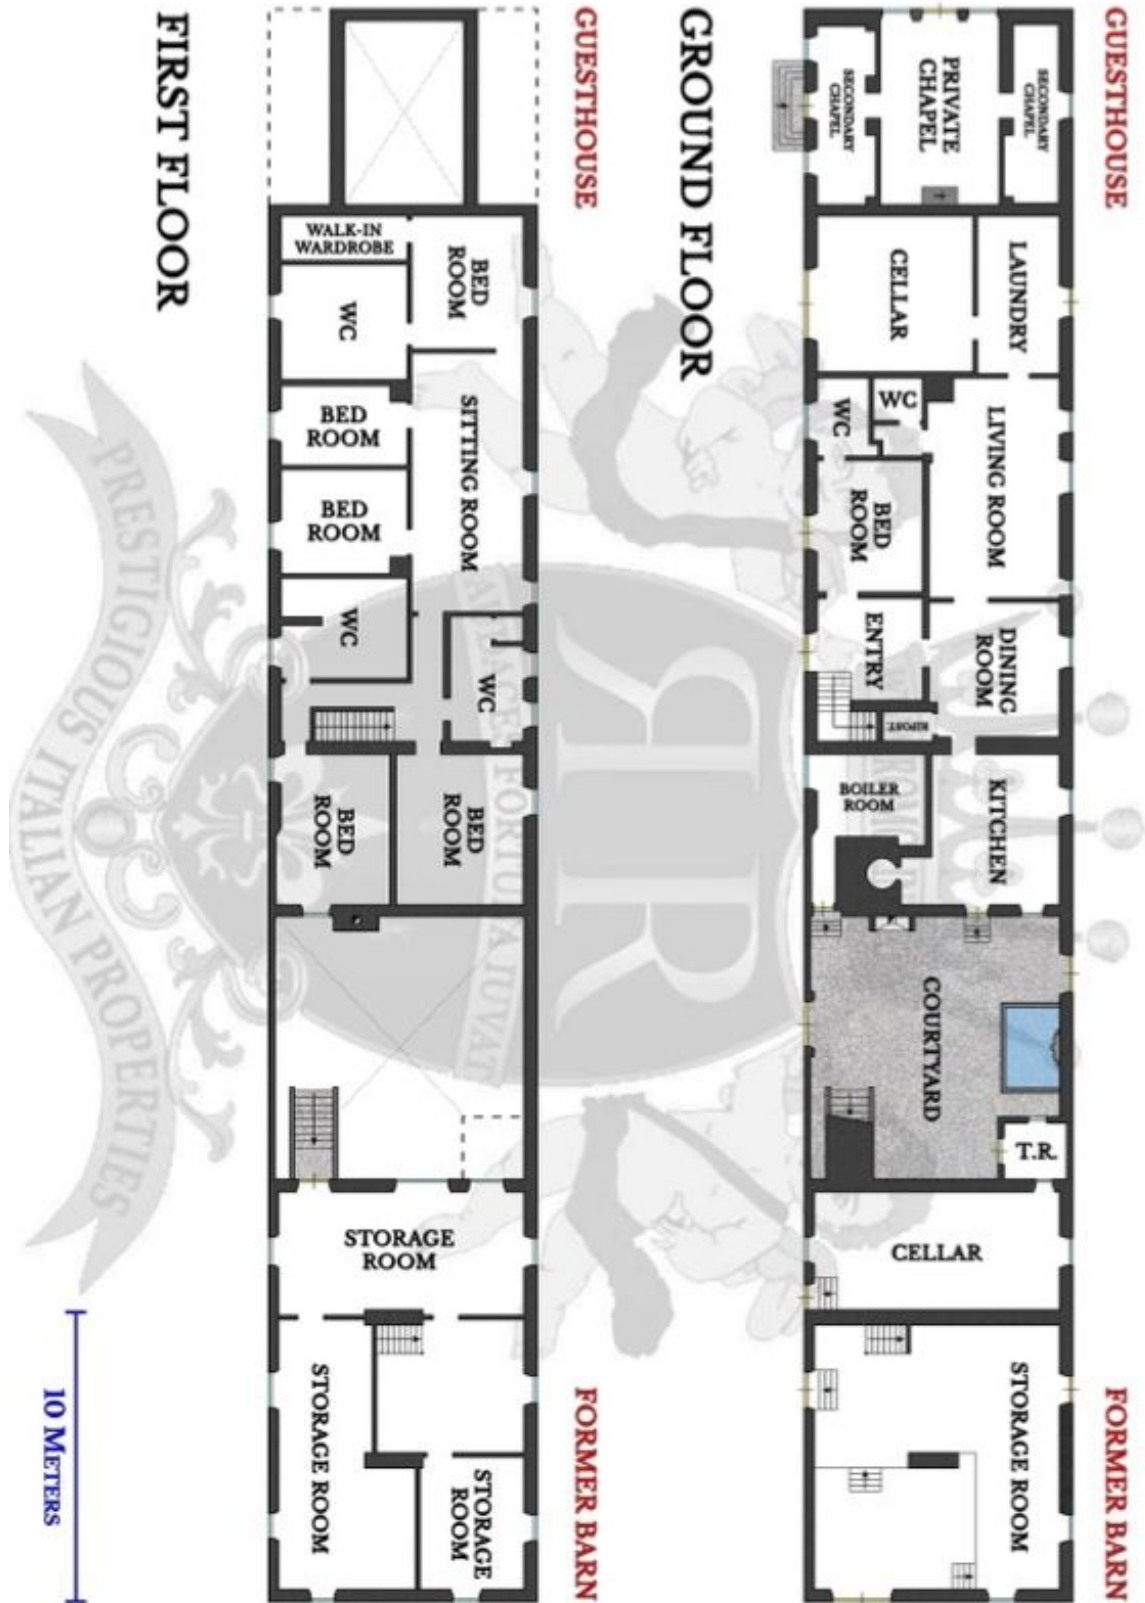 GUESTHOUSE
FORMER BARN
SECONDARY
CHAPEL
PRIVATE
CHAPEL
SECONDARY
CHAPEL
LAUNDRY
CELLAR
LIVING ROOM
WC
WC
BED
ROOM
DINING
ROOM
ENTRY
RIPOST.
KITCHEN
BOILER
ROOM
COURTYARD
T.R.
CELLAR
STORAGE ROOM
GROUND FLOOR
GUESTHOUSE
FORMER BARN
BED
ROOM
WALK-IN
WARDROBE
WC
SITTING ROOM
BED
ROOM
BED
ROOM
WC
WC
BED
ROOM
BED
ROOM
STORAGE
ROOM
STORAGE ROOM
STORAGE
ROOM
FIRST FLOOR
10 METERS
FORTUNA JUVAT
PRESTIGIOUS ITALIAN PROPERTIES